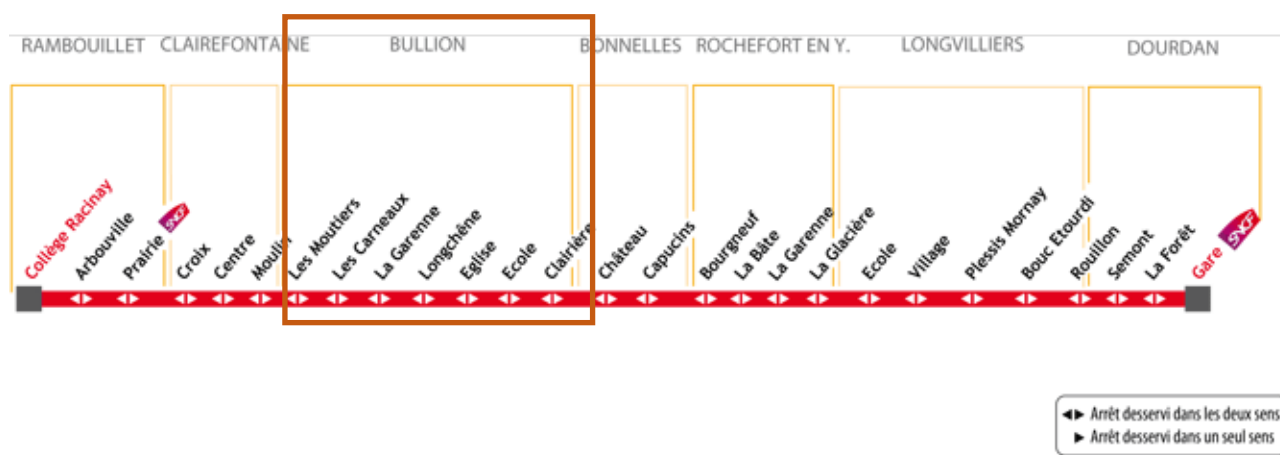 RAMBOUILLET
CLAIREFONTAINE
BULLION
BONNELLES
ROCHEFORT EN Y.
LONGVILLIERS
DOURDAN
Collège Racinay
Arbouville
Prairie SNCF
Croix
Centre
Moulin
Les Moutiers
Les Carneaux
La Garenne
Longchêne
Eglise
Ecole
Clairière
Château
Capucins
Bourgneuf
La Bâte
La Garenne
La Glacière
Ecole
Village
Plessis Mornay
Bouc Etourdi
Rouillon
Semont
La Forêt
Gare SNCF
Arrêt desservi dans les deux sens
Arrêt desservi dans un seul sens